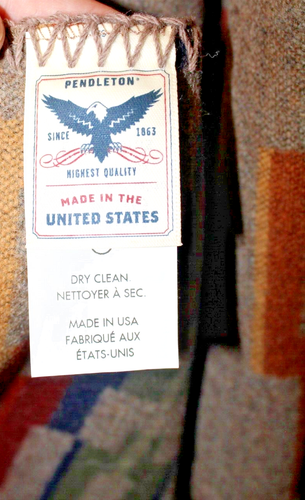 PENDLETON®
SINCE 1863
HIGHEST QUALITY
MADE IN THE
UNITED STATES
DRY CLEAN
NETTOYER À SEC.
MADE IN USA
FABRIQUÉ AUX
ÉTATS-UNIS